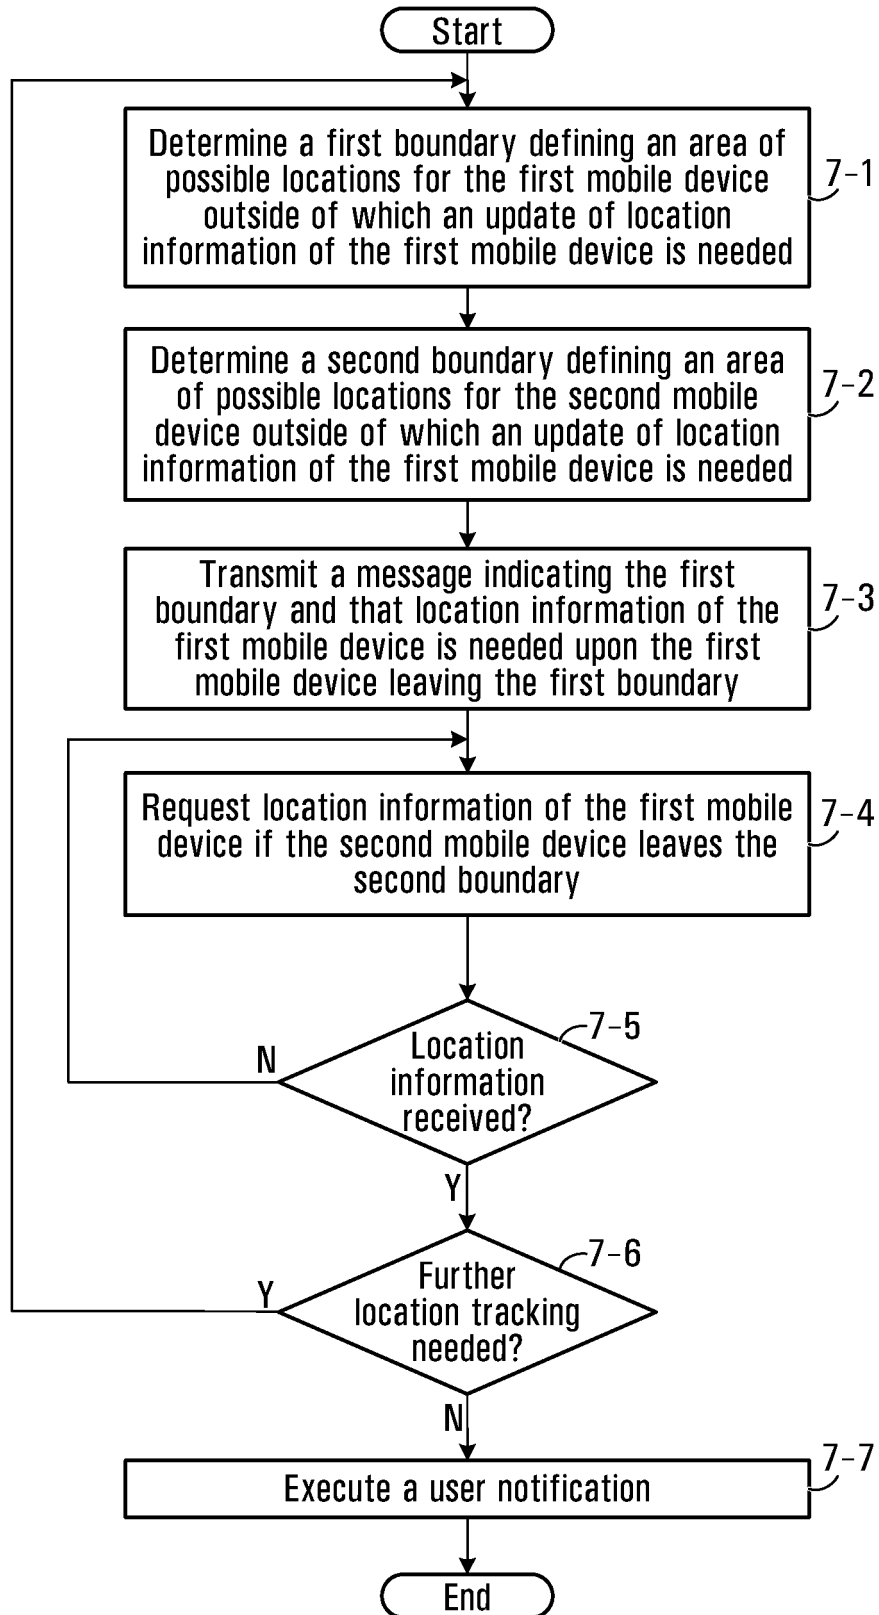 Start
Determine a first boundary defining an area of
possible locations for the first mobile device
outside of which an update of location
information of the first mobile device is needed
7-1
Determine a second boundary defining an area
of possible locations for the second mobile
device outside of which an update of location
information of the first mobile device is needed
7-2
Transmit a message indicating the first
boundary and that location information of the
first mobile device is needed upon the first
mobile device leaving the first boundary
7-3
Request location information of the first mobile
device if the second mobile device leaves the
second boundary
7-4
Location
information
received?
7-5
N
Y
Further
location tracking
needed?
7-6
Y
N
Execute a user notification
7-7
End